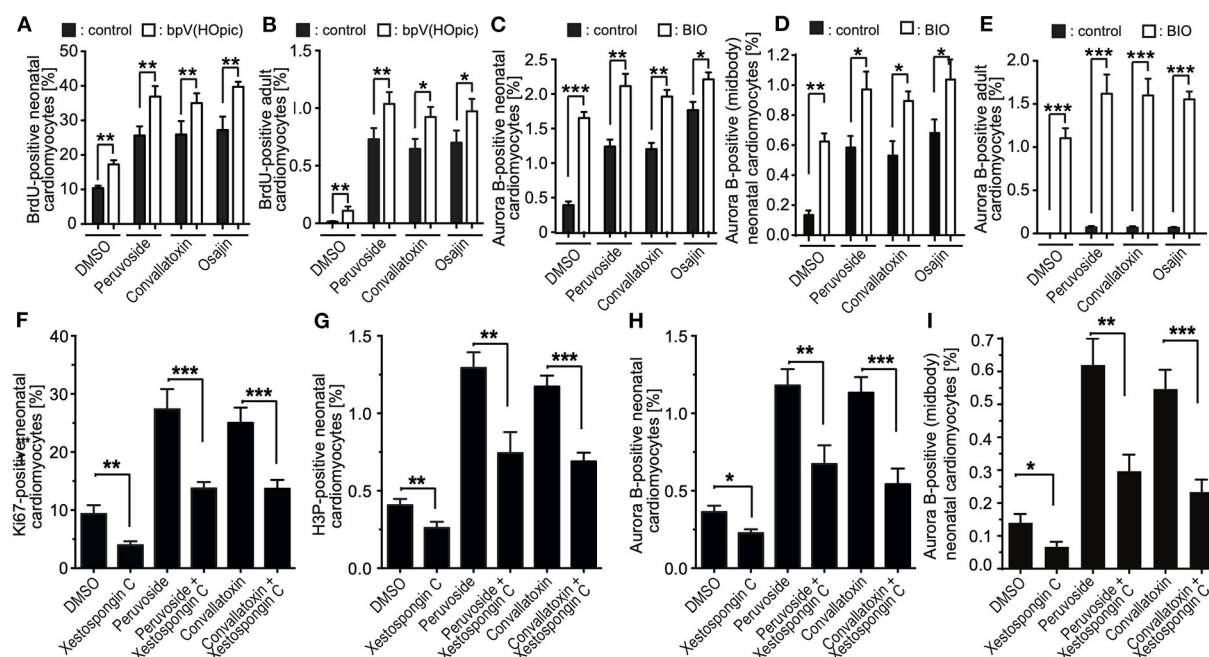 A
: control : bpV(HOpic)
BrdU-positive neonatal
cardiomyocytes [%]
50
40
30
20
10
0
**
**
**
**
DMSO
Peruvoside
Convallatoxin
Osajin
B
: control : bpV(HOpic)
BrdU-positive adult
cardiomyocytes [%]
1.5
1.0
0.5
0
**
**
*
*
DMSO
Peruvoside
Convallatoxin
Osajin
C
: control : BIO
Aurora B-positive neonatal
cardiomyocytes [%]
2.5
2.0
1.5
1.0
0.5
0
***
**
**
*
DMSO
Peruvoside
Convallatoxin
Osajin
D
: control : BIO
Aurora B-positive (midbody)
neonatal cardiomyocytes [%]
1.2
1.0
0.8
0.6
0.4
0.2
0.0
**
*
*
*
DMSO
Peruvoside
Convallatoxin
Osajin
E
: control : BIO
Aurora B-positive adult
cardiomyocytes [%]
2.0
1.5
1.0
0.5
0
***
***
***
***
DMSO
Peruvoside
Convallatoxin
Osajin
F
Ki67-positive neonatal
cardiomyocytes [%]
40
30
20
10
0
**
***
***
DMSO
Xestospongin C
Peruvoside
Peruvoside +
Xestospongin C
Convallatoxin
Convallatoxin +
Xestospongin C
G
H3P-positive neonatal
cardiomyocytes [%]
1.5
1.0
0.5
0.0
**
**
***
DMSO
Xestospongin C
Peruvoside
Peruvoside +
Xestospongin C
Convallatoxin
Convallatoxin +
Xestospongin C
H
Aurora B-positive neonatal
cardiomyocytes [%]
1.5
1.0
0.5
0.0
*
**
***
DMSO
Xestospongin C
Peruvoside
Peruvoside +
Xestospongin C
Convallatoxin
Convallatoxin +
Xestospongin C
I
Aurora B-positive (midbody)
neonatal cardiomyocytes [%]
0.7
0.6
0.5
0.4
0.3
0.2
0.1
0.0
*
**
***
DMSO
Xestospongin C
Peruvoside
Peruvoside +
Xestospongin C
Convallatoxin
Convallatoxin +
Xestospongin C